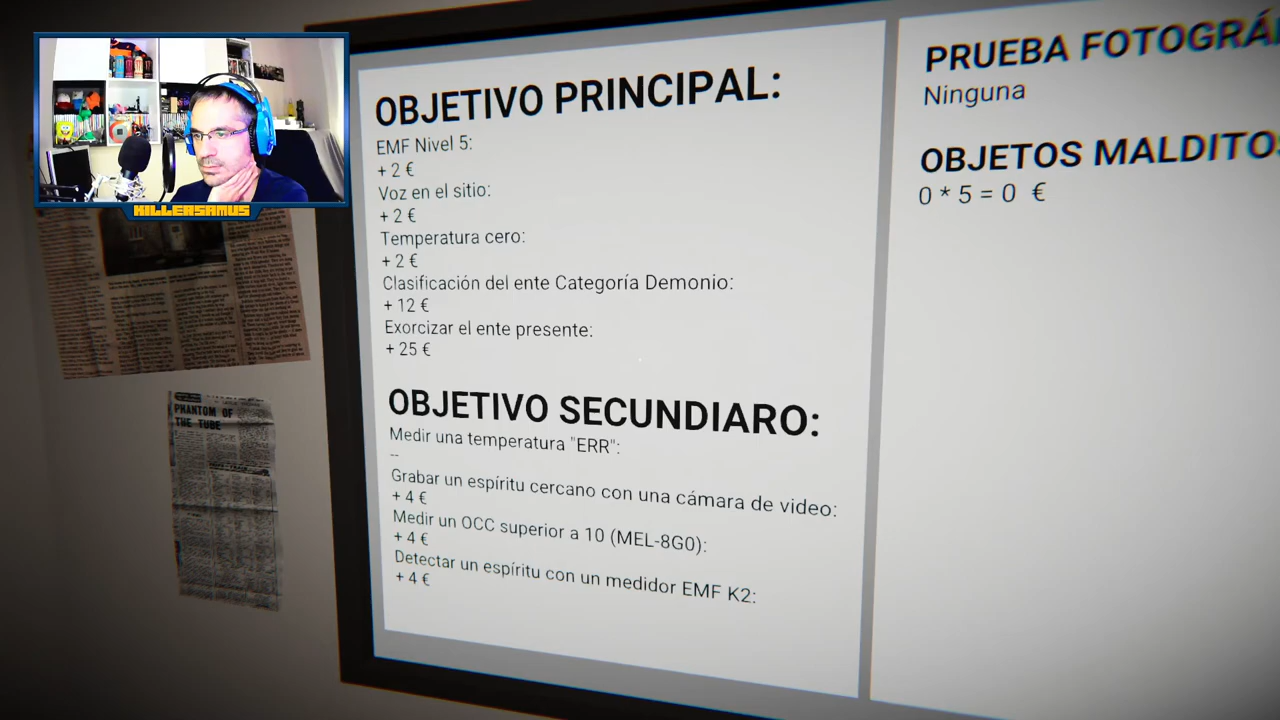 OBJETIVO PRINCIPAL:
EMF Nivel 5:
+ 2 €
Voz en el sitio:
+ 2 €
Temperatura cero:
+ 2 €
Clasificación del ente Categoría Demonio:
+ 12 €
Exorcizar el ente presente:
+ 25 €
OBJETIVO SECUNDIARO:
Medir una temperatura "ERR":
--
Grabar un espíritu cercano con una cámara de video:
+ 4 €
Medir un OCC superior a 10 (MEL-8G0):
+ 4 €
Detectar un espíritu con un medidor EMF K2:
+ 4 €
PRUEBA FOTOGRÁ
Ninguna
OBJETOS MALDITOS
0 * 5 = 0 €
KILLERSAMUS
PHANTOM OF
THE TUBE